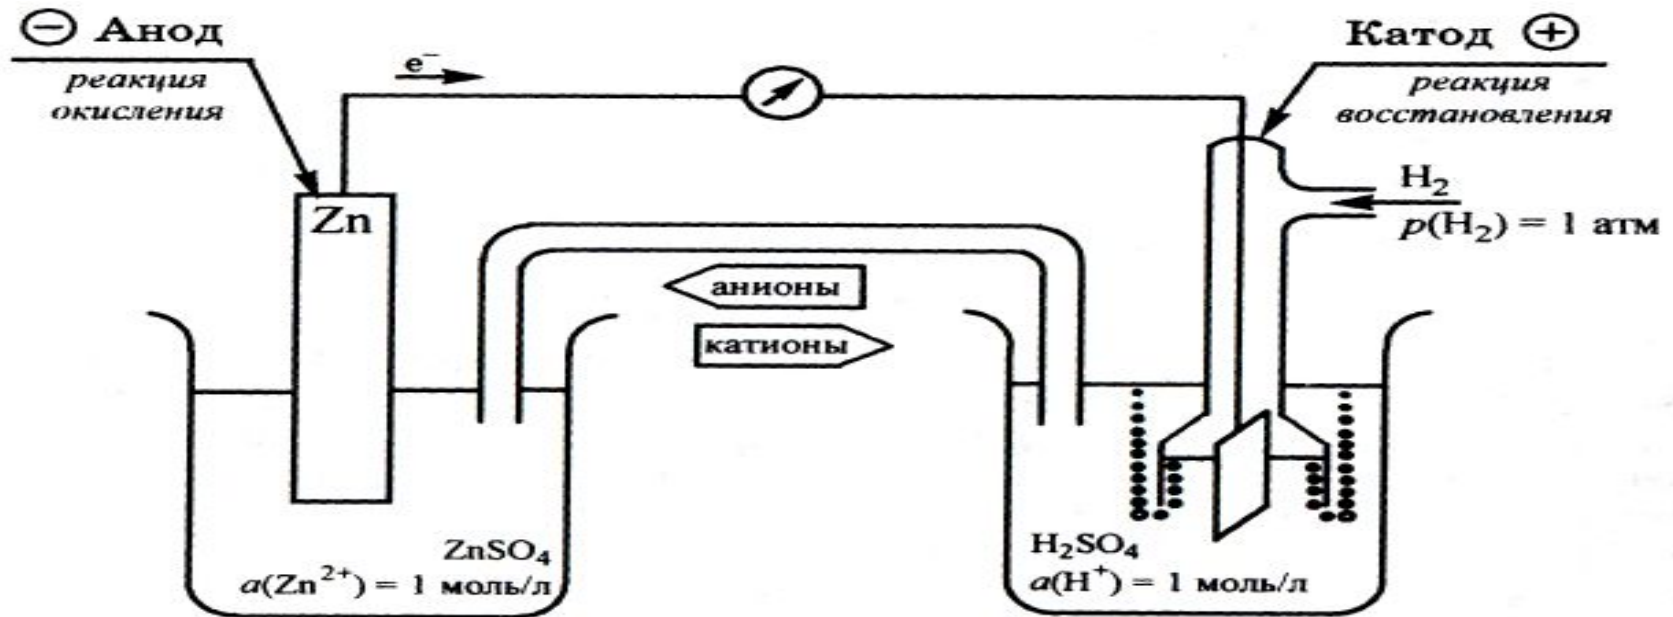 ⊖ Анод
реакция
окисления
e⁻
Катод ⊕
реакция
восстановления
H₂
p(H₂) = 1 атм
Zn
анионы
катионы
ZnSO₄
a(Zn²⁺) = 1 моль/л
H₂SO₄
a(H⁺) = 1 моль/л